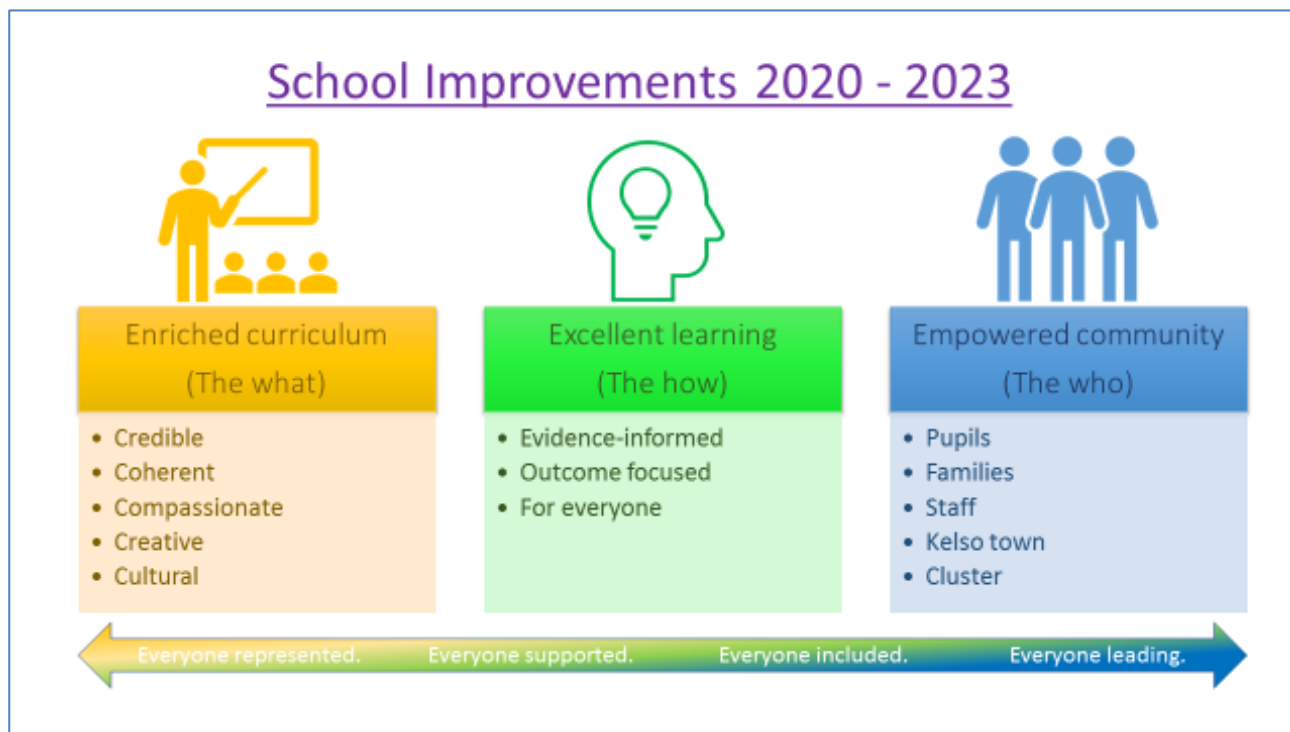 School Improvements 2020 - 2023
Enriched curriculum
(The what)
• Credible
• Coherent
• Compassionate
• Creative
• Cultural
Excellent learning
(The how)
• Evidence-informed
• Outcome focused
• For everyone
Empowered community
(The who)
• Pupils
• Families
• Staff
• Kelso town
• Cluster
Everyone represented. Everyone supported. Everyone included. Everyone leading.